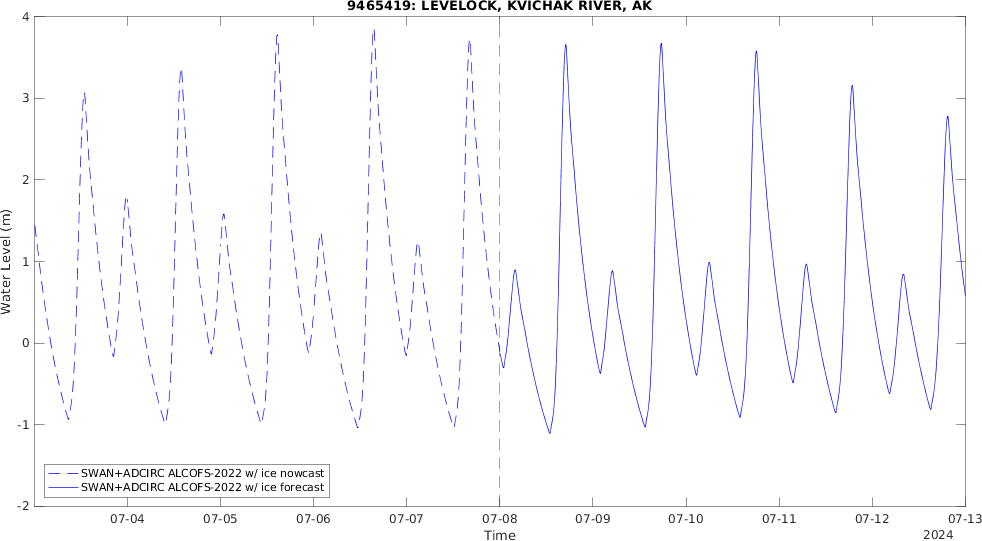 9465419: LEVELOCK, KVICHAK RIVER, AK
4
3
2
1
0
-1
-2
Water Level (m)
SWAN+ADCIRC ALCOFS-2022 w/ ice nowcast
SWAN+ADCIRC ALCOFS-2022 w/ ice forecast
07-04 07-05 07-06 07-07 07-08 07-09 07-10 07-11 07-12 07-13
Time
2024